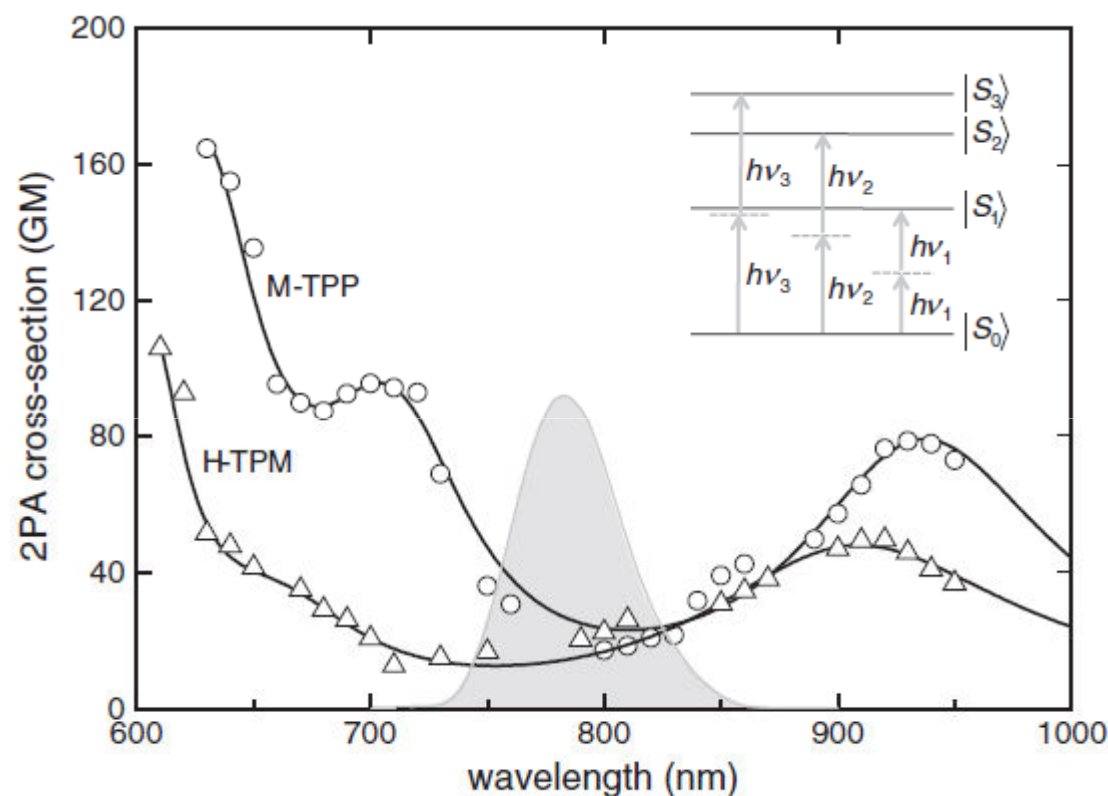 200
160
120
80
40
0
2PA cross-section (GM)
600
700
800
900
1000
wavelength (nm)
M-TPP
H-TPM
|S₃⟩
|S₂⟩
|S₁⟩
|S₀⟩
hν₃
hν₂
hν₁
hν₃
hν₂
hν₁